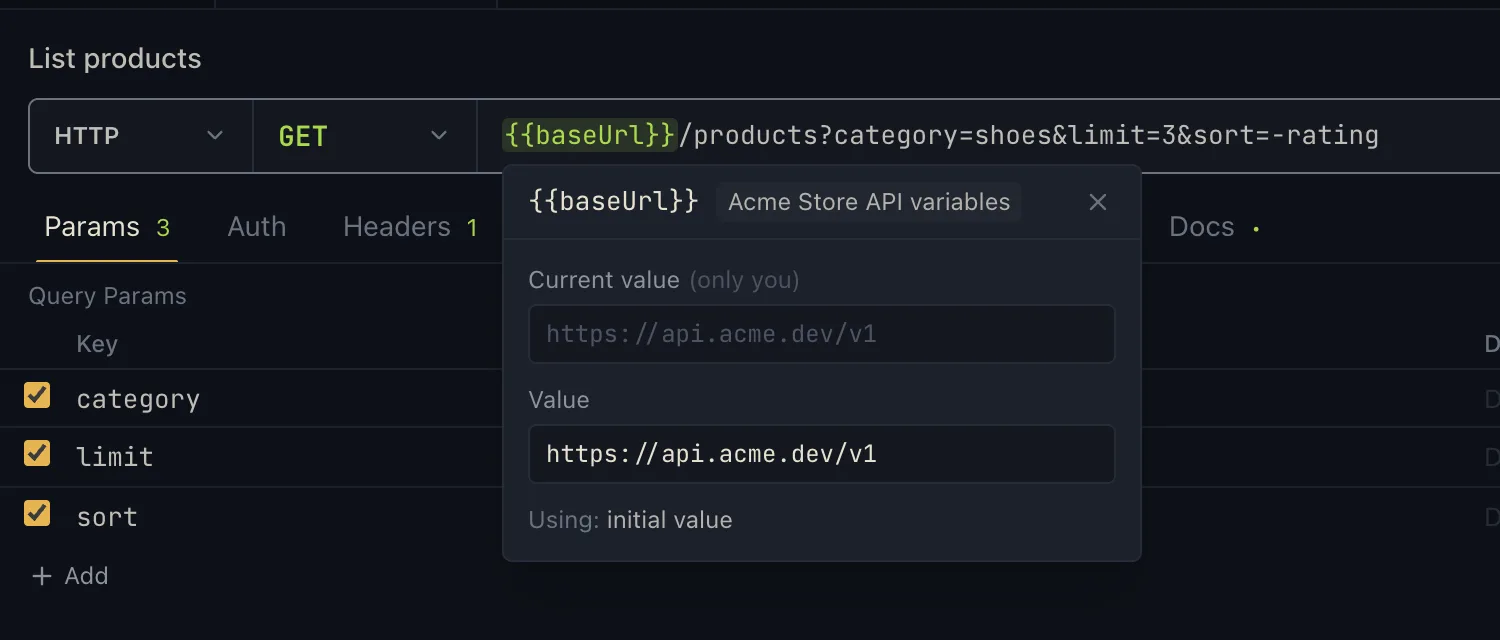 List products
HTTP GET {{baseUrl}}/products?category=shoes&limit=3&sort=-rating
Params 3 Auth Headers 1 Docs
{{baseUrl}} Acme Store API variables
Current value (only you)
https://api.acme.dev/v1
Value
https://api.acme.dev/v1
Using: initial value
Query Params
Key
category
limit
sort
+ Add